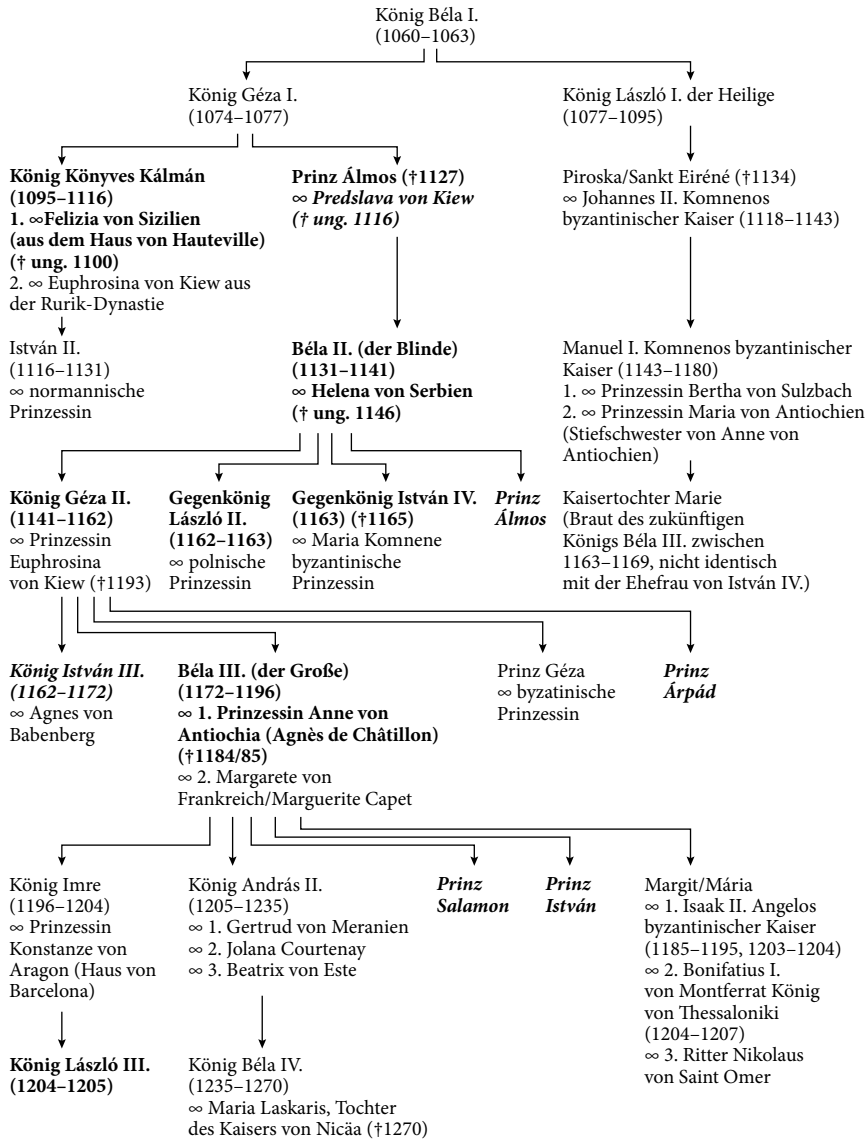 König Béla I.
(1060–1063)
König Géza I.
(1074–1077)
König László I. der Heilige
(1077–1095)
König Könyves Kálmán
(1095–1116)
1. ∞Felizia von Sizilien
(aus dem Haus von Hauteville)
(† ung. 1100)
2. ∞ Euphrosina von Kiew aus
der Rurik-Dynastie
Prinz Álmos (†1127)
∞ Predslava von Kiew
(† ung. 1116)
Piroska/Sankt Eiréné (†1134)
∞ Johannes II. Komnenos
byzantinischer Kaiser (1118–1143)
István II.
(1116–1131)
∞ normannische
Prinzessin
Béla II. (der Blinde)
(1131–1141)
∞ Helena von Serbien
(† ung. 1146)
Manuel I. Komnenos byzantinischer
Kaiser (1143–1180)
1. ∞ Prinzessin Bertha von Sulzbach
2. ∞ Prinzessin Maria von Antiochien
(Stiefschwester von Anne von
Antiochien)
König Géza II.
(1141–1162)
∞ Prinzessin
Euphrosina
von Kiew (†1193)
Gegenkönig
László II.
(1162–1163)
∞ polnische
Prinzessin
Gegenkönig István IV.
(1163) (†1165)
∞ Maria Komnene
byzantinische
Prinzessin
Prinz
Álmos
Kaisertochter Marie
(Braut des zukünftigen
Königs Béla III. zwischen
1163–1169, nicht identisch
mit der Ehefrau von István IV.)
König István III.
(1162–1172)
∞ Agnes von
Babenberg
Béla III. (der Große)
(1172–1196)
∞ 1. Prinzessin Anne von
Antiochia (Agnès de Châtillon)
(†1184/85)
∞ 2. Margarete von
Frankreich/Marguerite Capet
Prinz Géza
∞ byzatinische
Prinzessin
Prinz
Árpád
König Imre
(1196–1204)
∞ Prinzessin
Konstanze von
Aragon (Haus von
Barcelona)
König András II.
(1205–1235)
∞ 1. Gertrud von Meranien
∞ 2. Jolana Courtenay
∞ 3. Beatrix von Este
Prinz
Salamon
Prinz
István
Margit/Mária
∞ 1. Isaak II. Angelos
byzantinischer Kaiser
(1185–1195, 1203–1204)
∞ 2. Bonifatius I.
von Montferrat König
von Thessaloniki
(1204–1207)
∞ 3. Ritter Nikolaus
von Saint Omer
König László III.
(1204–1205)
König Béla IV.
(1235–1270)
∞ Maria Laskaris, Tochter
des Kaisers von Nicäa (†1270)